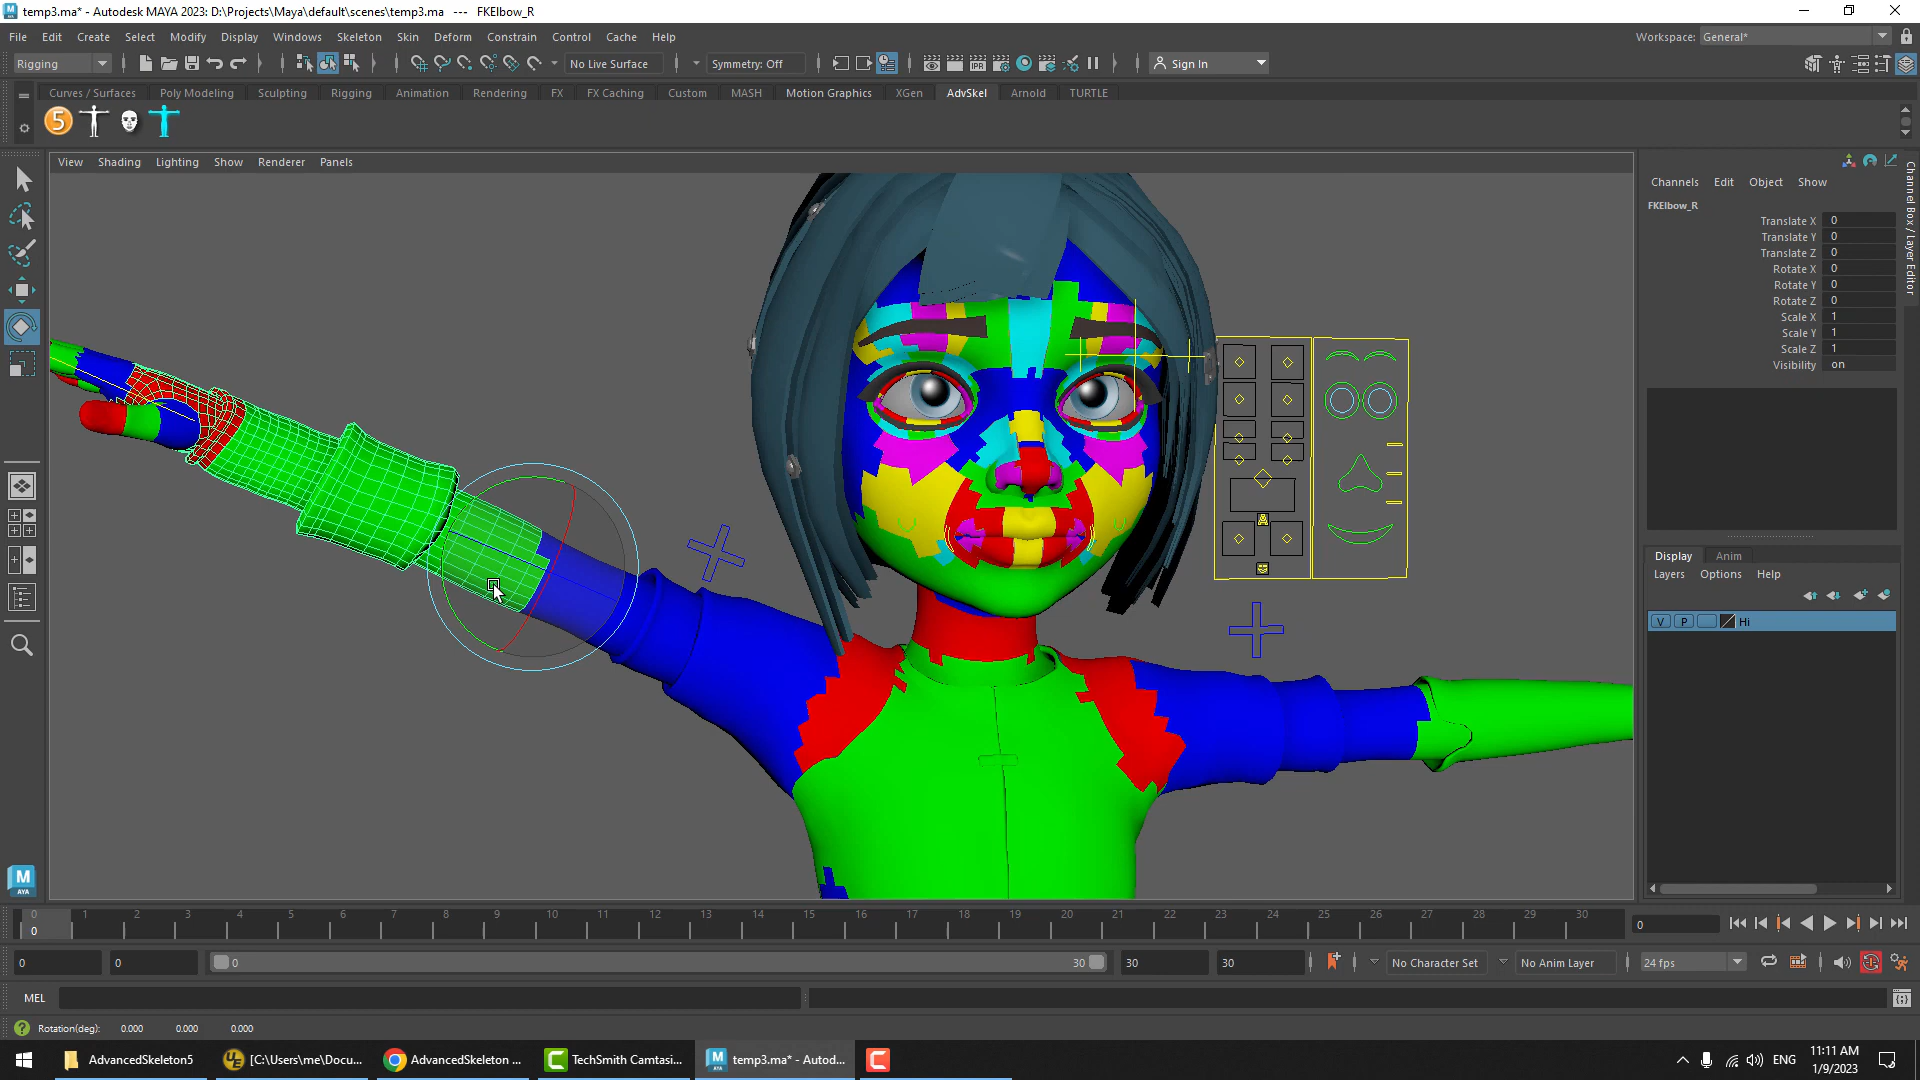 temp3.ma* - Autodesk MAYA 2023: D:\Projects\Maya\default\scenes\temp3.ma --- FKElbow_R
File Edit Create Select Modify Display Windows Skeleton Skin Deform Constrain Control Cache Help
Workspace: General*
Rigging No Live Surface Symmetry: Off IPR Sign In
Curves / Surfaces Poly Modeling Sculpting Rigging Animation Rendering FX FX Caching Custom MASH Motion Graphics XGen AdvSkel Arnold TURTLE
5
View Shading Lighting Show Renderer Panels
Channels Edit Object Show
FKElbow_R
Translate X 0
Translate Y 0
Translate Z 0
Rotate X 0
Rotate Y 0
Rotate Z 0
Scale X 1
Scale Y 1
Scale Z 1
Visibility on
Channel Box / Layer Editor
Display Anim
Layers Options Help
V P Hi
M
AYA
0 1 2 3 4 5 6 7 8 9 10 11 12 13 14 15 16 17 18 19 20 21 22 23 24 25 26 27 28 29 30
0 0
0 0 0 30 30 30 No Character Set No Anim Layer 24 fps
MEL
Rotation(deg): 0.000 0.000 0.000
AdvancedSkeleton5 [C:\Users\me\Docu... AdvancedSkeleton ... TechSmith Camtasi... temp3.ma* - Autod...
ENG
11:11 AM
1/9/2023